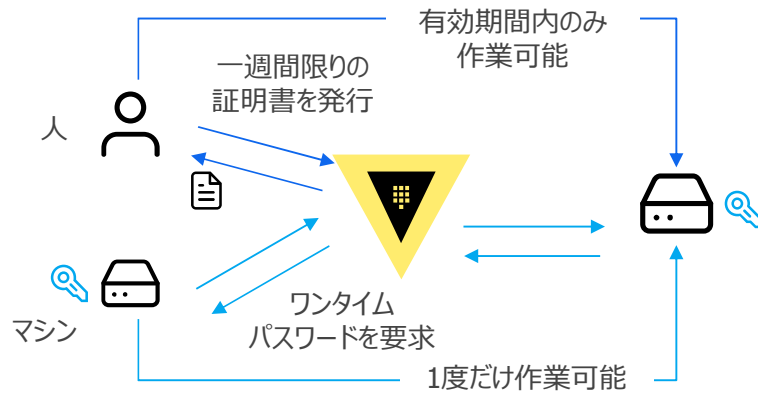 有効期間内のみ
作業可能
一週間限りの
証明書を発行
人
マシン
ワンタイム
パスワードを要求
1度だけ作業可能